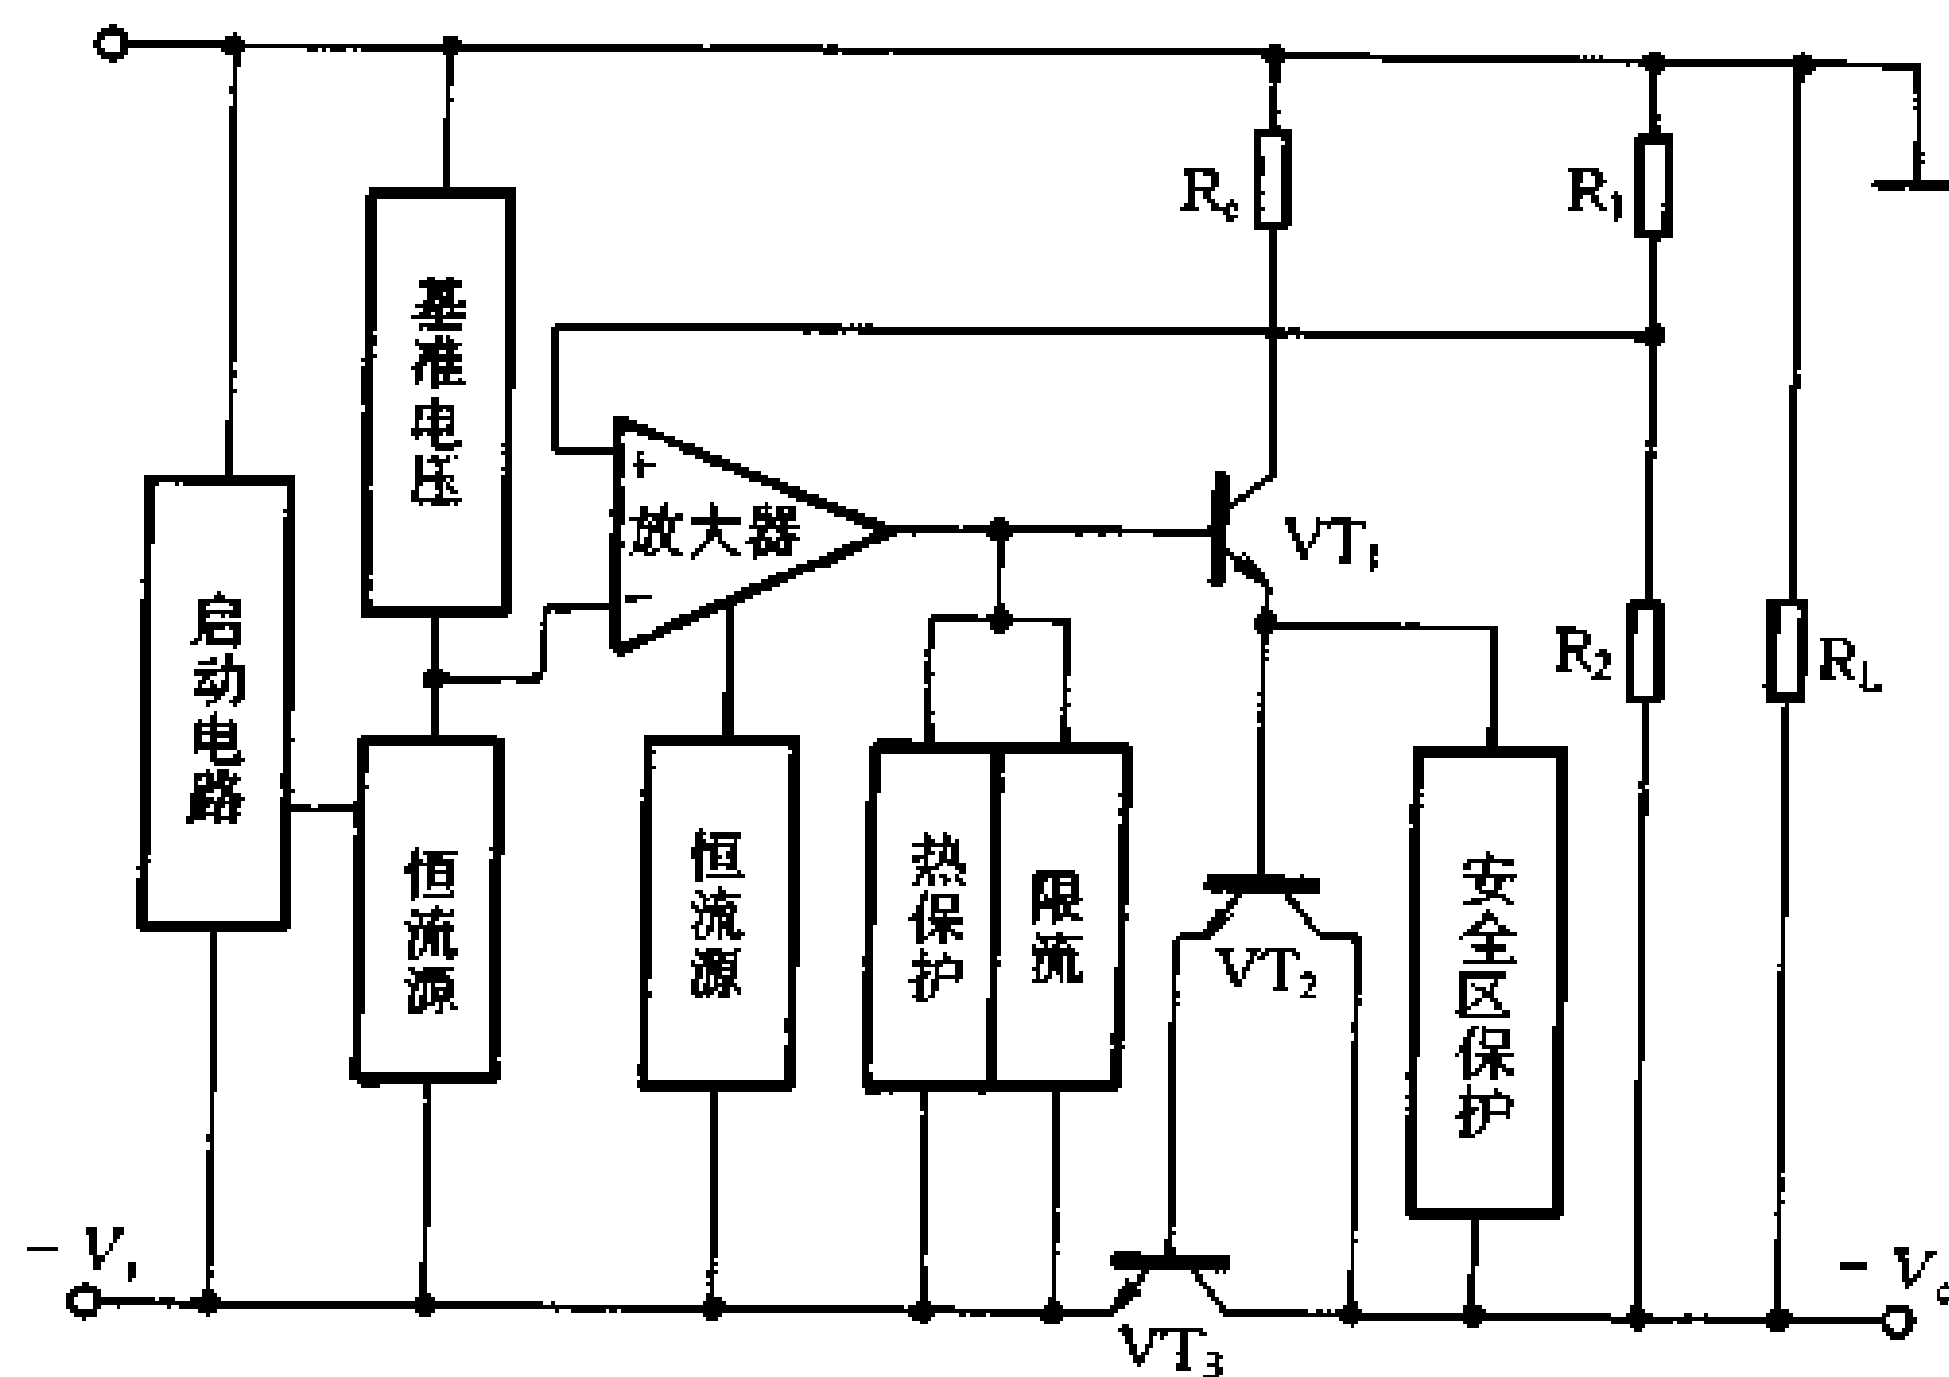 R_c
R_1
基准电压
+
放大器
-
VT_1
启动电路
R_2
R_L
恒流源
恒流源
热保护
限流
安全区保护
VT_2
- V_i
- V_o
VT_3